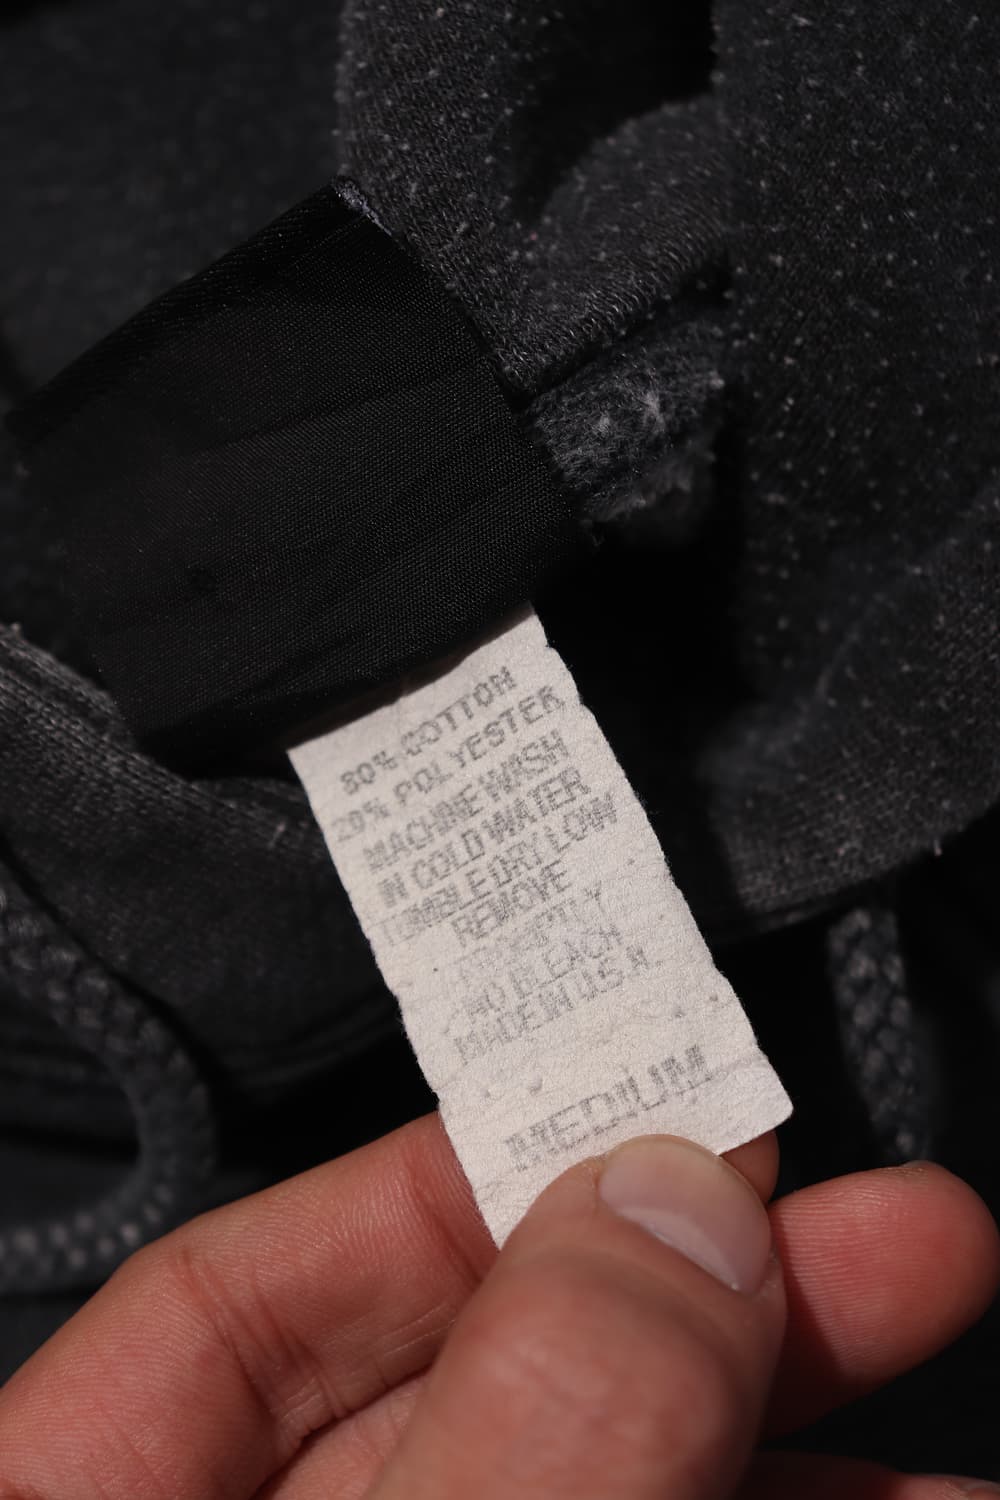 80% COTTON
20% POLYESTER
MACHINE WASH
IN COLD WATER
TUMBLE DRY LOW
REMOVE
PROMPTLY
NO BLEACH
MADE IN U.S.A.
MEDIUM